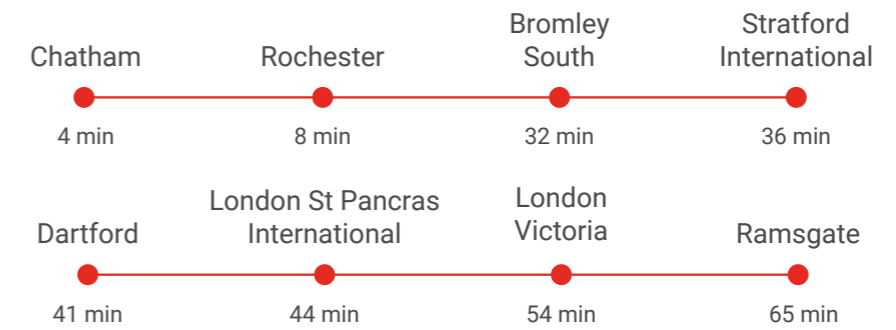 Chatham
Rochester
Bromley
South
Stratford
International
4 min
8 min
32 min
36 min
Dartford
London St Pancras
International
London
Victoria
Ramsgate
41 min
44 min
54 min
65 min